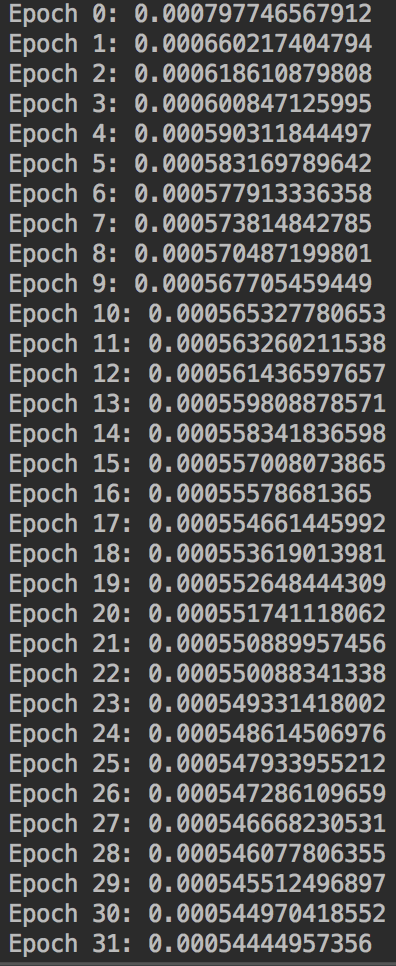 Epoch 0: 0.000797746567912
Epoch 1: 0.000660217404794
Epoch 2: 0.000618610879808
Epoch 3: 0.000600847125995
Epoch 4: 0.000590311844497
Epoch 5: 0.000583169789642
Epoch 6: 0.000577913336358
Epoch 7: 0.000573814842785
Epoch 8: 0.000570487199801
Epoch 9: 0.000567705459449
Epoch 10: 0.000565327780653
Epoch 11: 0.000563260211538
Epoch 12: 0.000561436597657
Epoch 13: 0.000559808878571
Epoch 14: 0.000558341836598
Epoch 15: 0.000557008073865
Epoch 16: 0.00055578681365
Epoch 17: 0.000554661445992
Epoch 18: 0.000553619013981
Epoch 19: 0.000552648444309
Epoch 20: 0.000551741118062
Epoch 21: 0.000550889957456
Epoch 22: 0.000550088341338
Epoch 23: 0.000549331418002
Epoch 24: 0.000548614506976
Epoch 25: 0.000547933955212
Epoch 26: 0.000547286109659
Epoch 27: 0.000546668230531
Epoch 28: 0.000546077806355
Epoch 29: 0.000545512496897
Epoch 30: 0.000544970418552
Epoch 31: 0.00054444957356